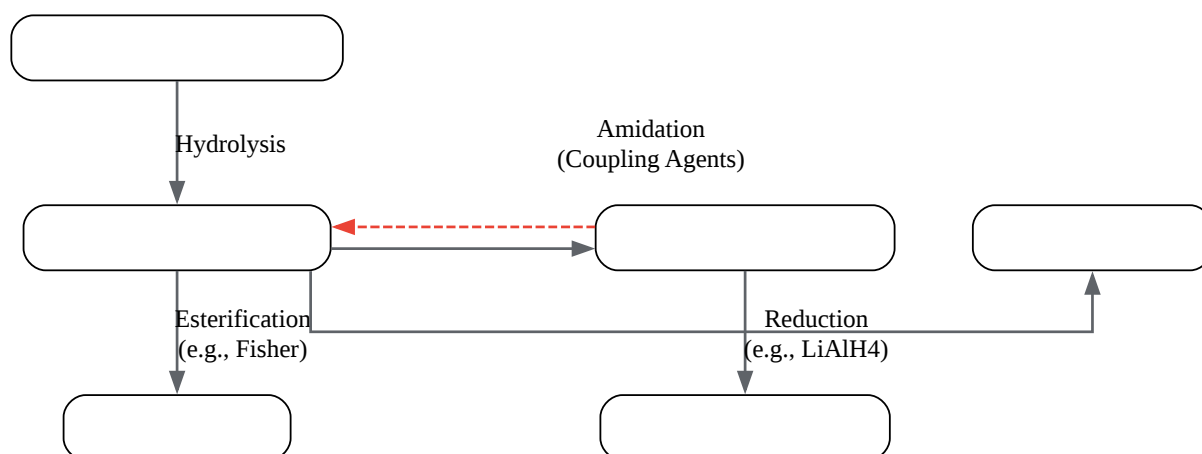 Hydrolysis
Amidation
(Coupling Agents)
Esterification
(e.g., Fisher)
Reduction
(e.g., LiAlH4)